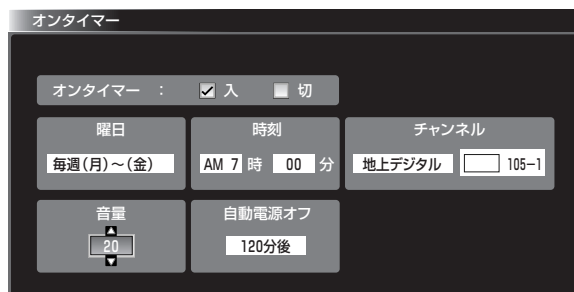 オンタイマー
オンタイマー : 入 切
曜日
毎週(月)~(金)
時刻
AM 7 時 00 分
チャンネル
地上デジタル 105-1
音量
20
自動電源オフ
120分後